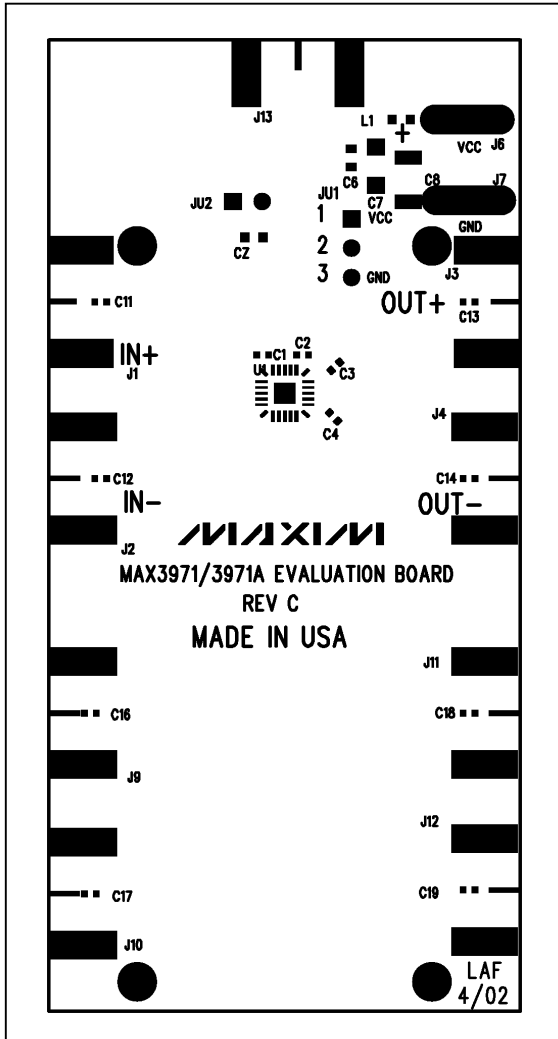 J13
L1
+
VCC
J6
C6
JU1
C7
C8
J7
JU2
1
VCC
GND
CZ
2
J3
3
GND
C11
OUT+
C13
IN+
J1
C1
C2
U1
C3
C4
J4
C12
C14
IN-
OUT-
J2
MAXIM
MAX3971/3971A EVALUATION BOARD
REV C
MADE IN USA
J11
C16
C18
J9
J12
C17
C19
J10
LAF
4/02